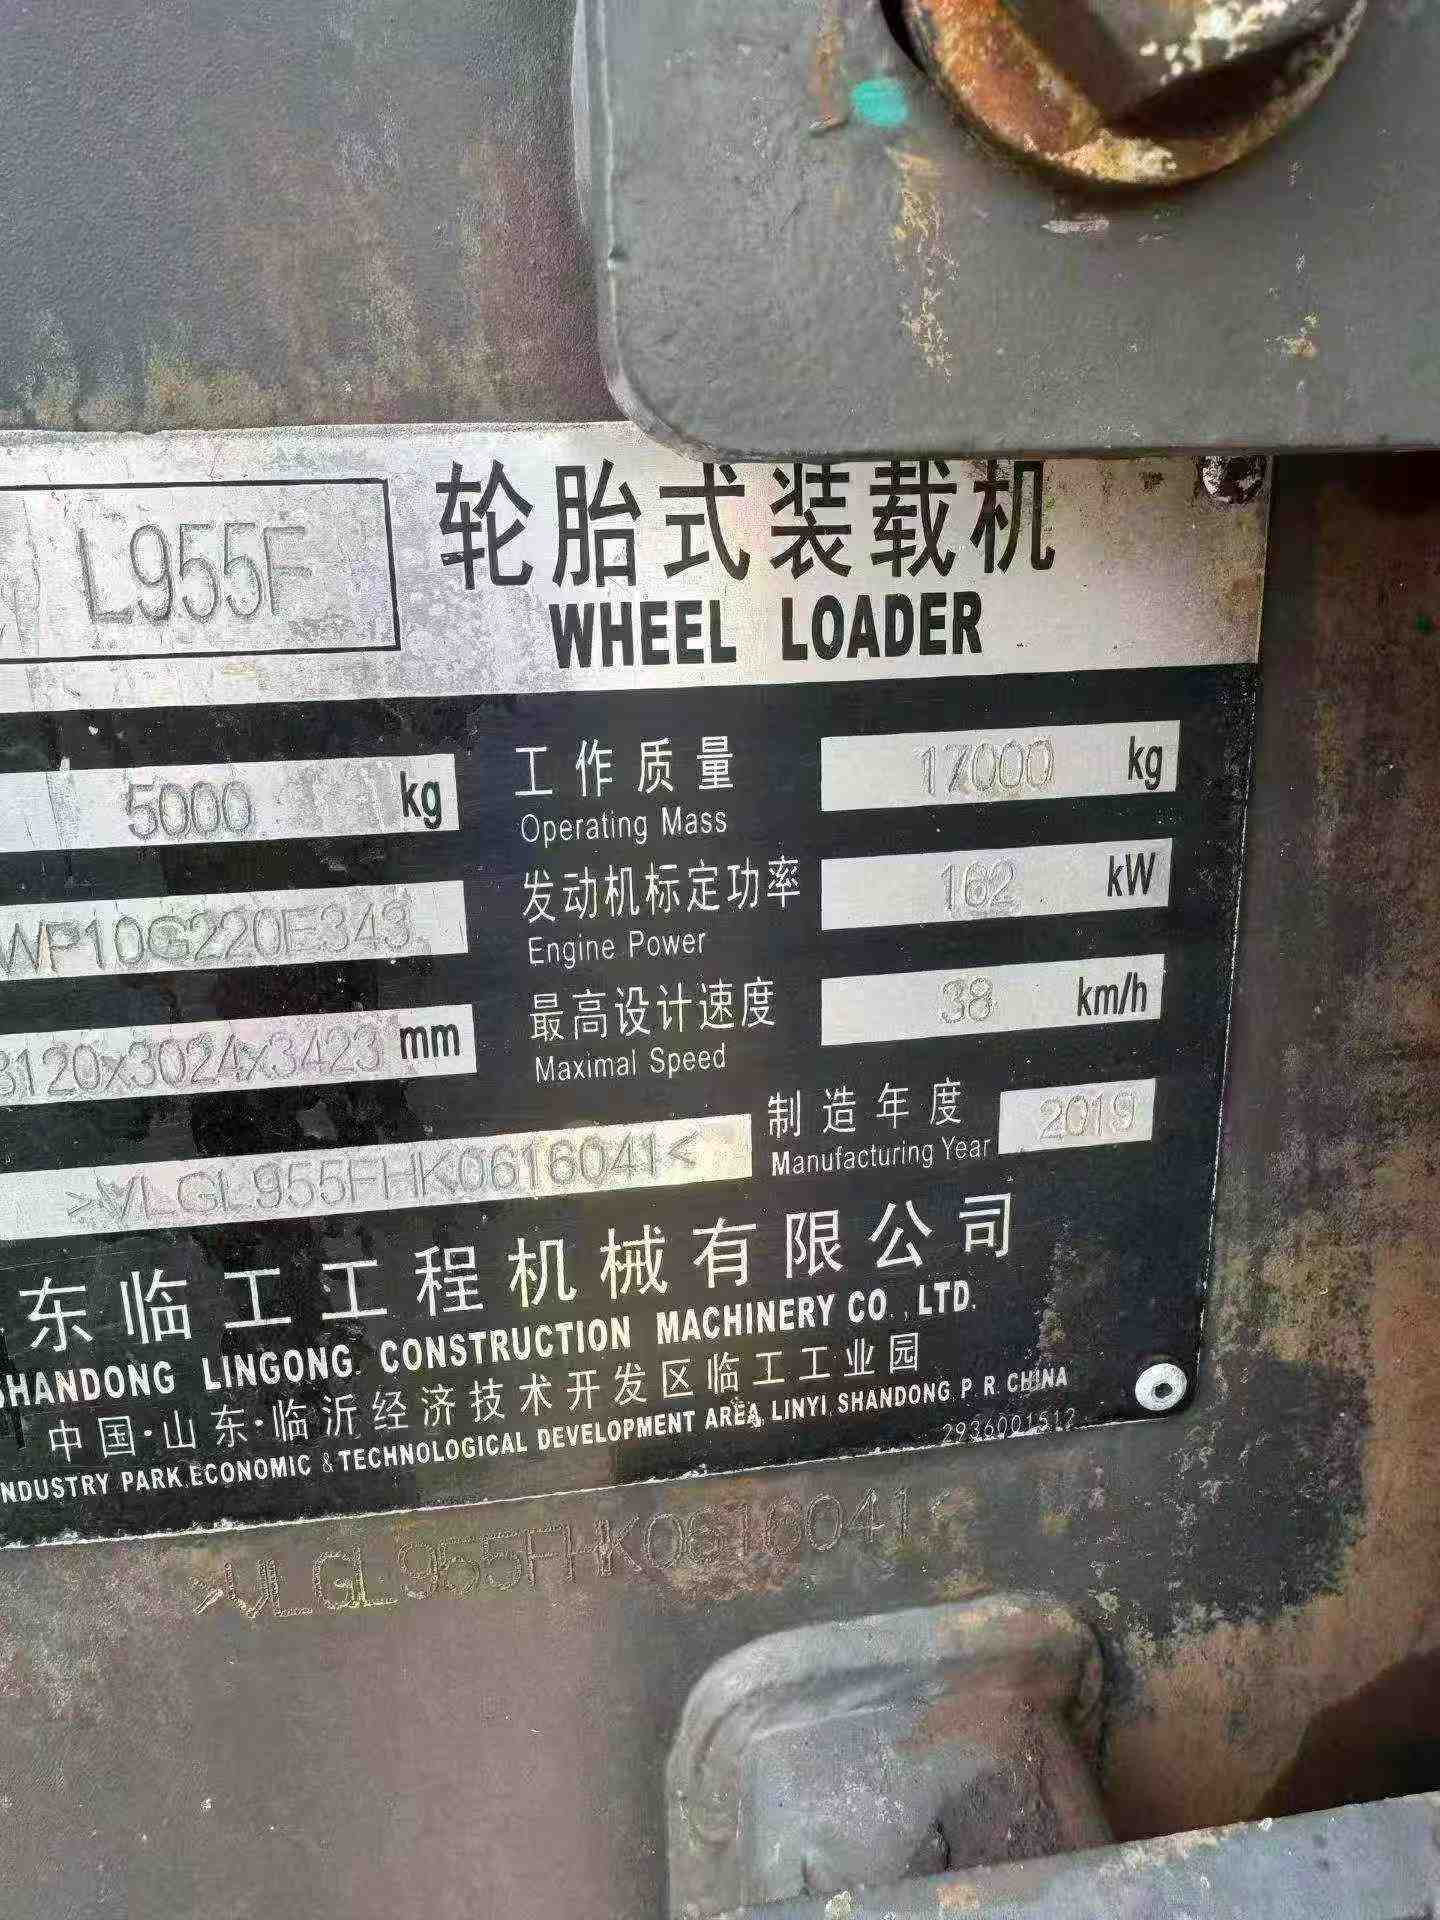 L955F
轮胎式装载机
WHEEL LOADER
5000 kg
工作质量 17000 kg
Operating Mass
WP10G220E343
发动机标定功率 162 kW
Engine Power
8120x3024x3423 mm
最高设计速度 38 km/h
Maximal Speed
制造年度 2019
Manufacturing Year
>VLGL955FHK0616041<
东临工工程机械有限公司
SHANDONG LINGONG CONSTRUCTION MACHINERY CO., LTD.
中国·山东·临沂经济技术开发区临工工业园
INDUSTRY PARK, ECONOMIC & TECHNOLOGICAL DEVELOPMENT AREA, LINYI, SHANDONG, P. R. CHINA
2936001512
>VLGL955FHK0616041<